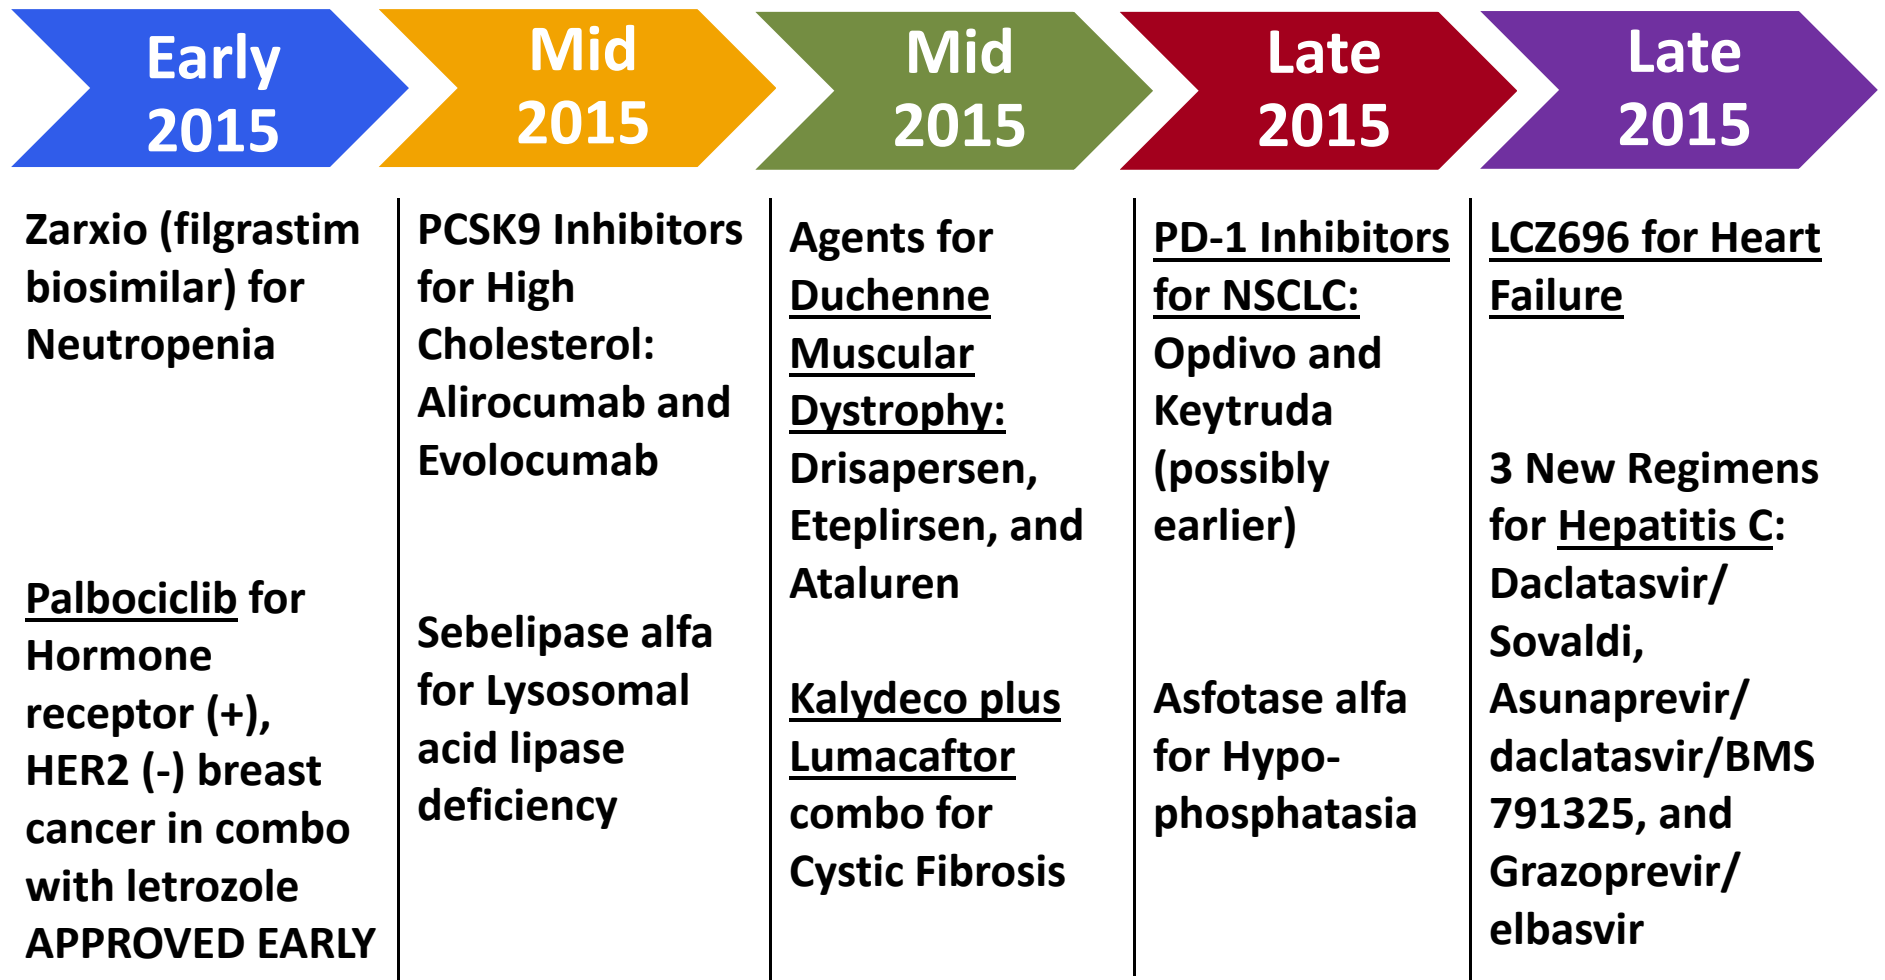 Early
2015
Mid
2015
Mid
2015
Late
2015
Late
2015
Zarxio (filgrastim
biosimilar) for
Neutropenia
Palbociclib for
Hormone
receptor (+),
HER2 (-) breast
cancer in combo
with letrozole
APPROVED EARLY
PCSK9 Inhibitors
for High
Cholesterol:
Alirocumab and
Evolocumab
Sebelipase alfa
for Lysosomal
acid lipase
deficiency
Agents for
Duchenne
Muscular
Dystrophy:
Drisapersen,
Eteplirsen, and
Ataluren
Kalydeco plus
Lumacaftor
combo for
Cystic Fibrosis
PD-1 Inhibitors
for NSCLC:
Opdivo and
Keytruda
(possibly
earlier)
Asfotase alfa
for Hypo-
phosphatasia
LCZ696 for Heart
Failure
3 New Regimens
for Hepatitis C:
Daclatasvir/
Sovaldi,
Asunaprevir/
daclatasvir/BMS
791325, and
Grazoprevir/
elbasvir